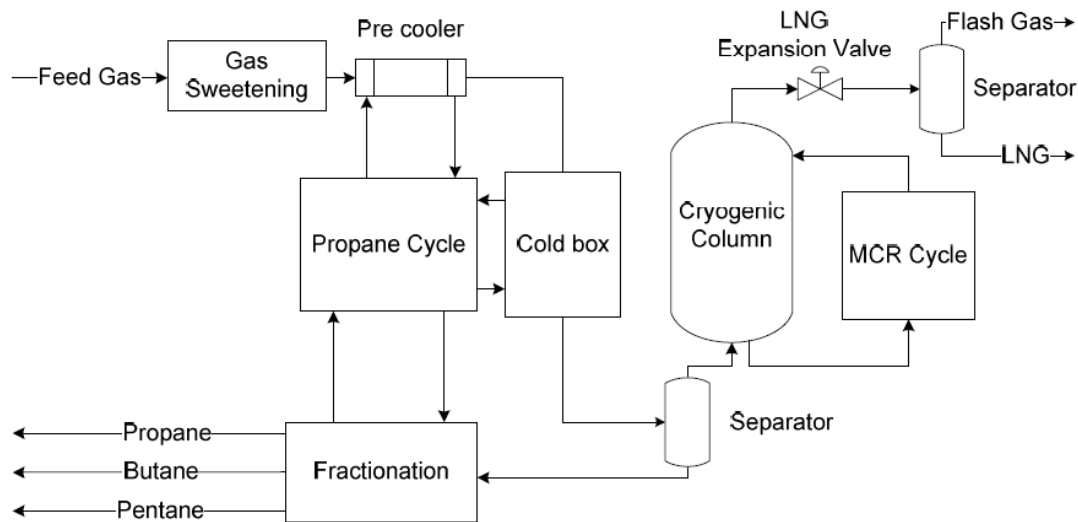 Pre cooler
LNG
Expansion Valve
Flash Gas
Feed Gas
Gas
Sweetening
Separator
LNG
Propane Cycle
Cold box
Cryogenic
Column
MCR Cycle
Separator
Propane
Butane
Pentane
Fractionation